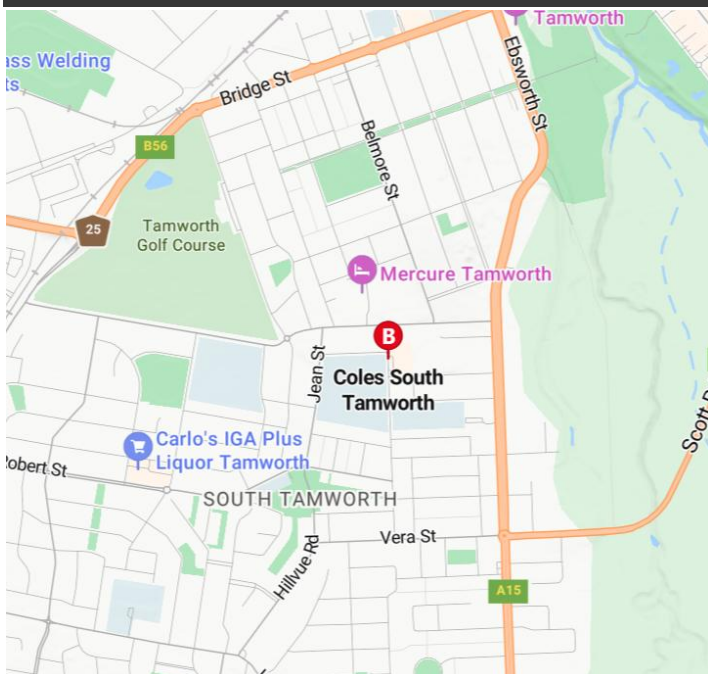 Tamworth
ass Welding
ts
Bridge St
Ebsworth St
Belmore St
B56
25
Tamworth
Golf Course
Mercure Tamworth
B
Jean St
Coles South
Tamworth
Carlo's IGA Plus
Liquor Tamworth
Scott
Robert St
SOUTH TAMWORTH
Vera St
Hillvue Rd
A15